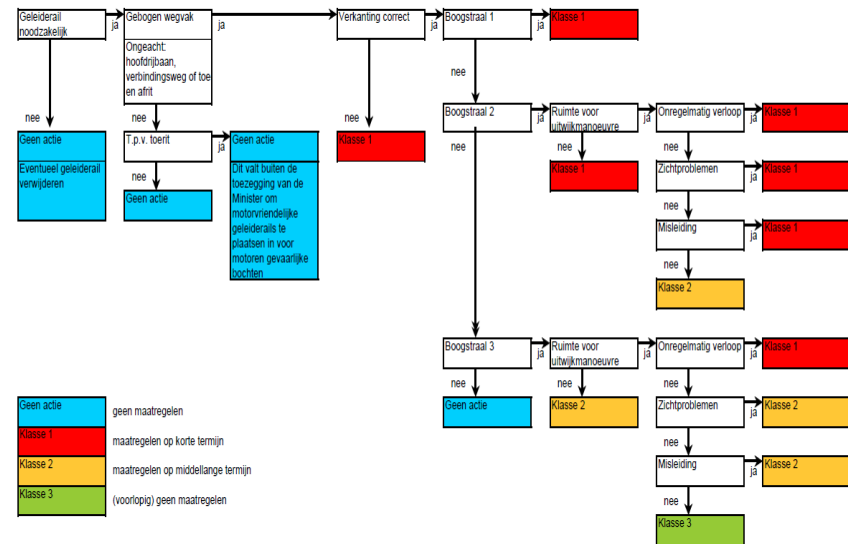 Geleiderail
noodzakelijk
ja
Gebogen wegvak
ja
Verkanting correct
ja
Boogstraal 1
ja
Klasse 1
Ongeacht:
hoofdrijbaan,
verbindingsweg of toe
en afrit
nee
nee
nee
nee
Geen actie
Eventueel geleiderail
verwijderen
T.p.v. toerit
ja
Geen actie
Dit valt buiten de
toezegging van de
Minister om
motorvriendelijke
geleiderails te
plaatsen in voor
motoren gevaarlijke
bochten
nee
Geen actie
Klasse 1
Boogstraal 2
ja
Ruimte voor
uitwijkmanoeuvre
ja
Onregelmatig verloop
ja
Klasse 1
nee
nee
nee
Klasse 1
Zichtproblemen
ja
Klasse 1
nee
Misleiding
ja
Klasse 1
nee
Klasse 2
Boogstraal 3
ja
Ruimte voor
uitwijkmanoeuvre
ja
Onregelmatig verloop
ja
Klasse 1
nee
nee
nee
Geen actie
Klasse 2
Zichtproblemen
ja
Klasse 2
nee
Misleiding
ja
Klasse 2
nee
Klasse 3
Geen actie
geen maatregelen
Klasse 1
maatregelen op korte termijn
Klasse 2
maatregelen op middellange termijn
Klasse 3
(voorlopig) geen maatregelen